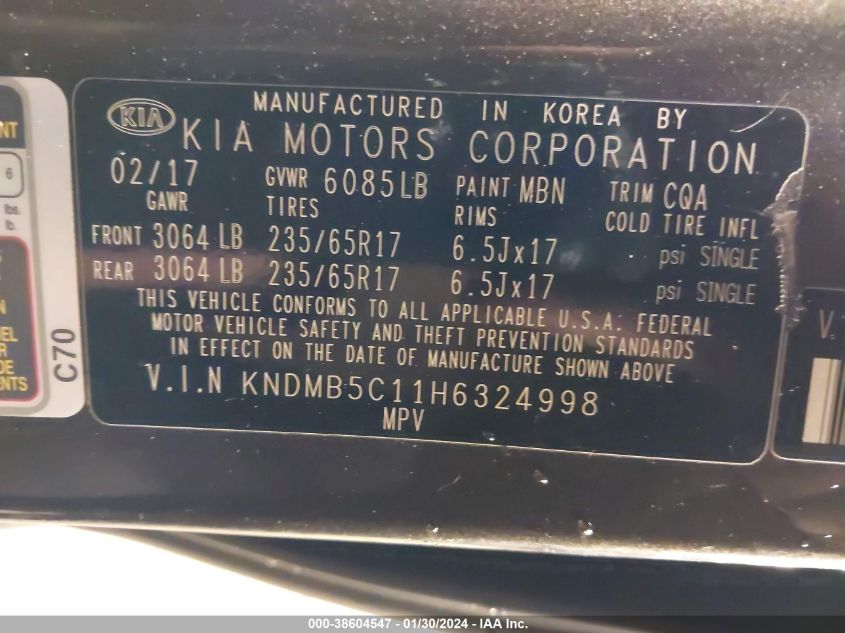 MANUFACTURED IN KOREA BY
KIA KIA MOTORS CORPORATION
02/17 GVWR 6085LB PAINT MBN TRIM CQA
GAWR TIRES RIMS COLD TIRE INFL
FRONT 3064 LB 235/65R17 6.5Jx17 psi SINGLE
REAR 3064 LB 235/65R17 6.5Jx17 psi SINGLE
THIS VEHICLE CONFORMS TO ALL APPLICABLE U.S.A. FEDERAL
MOTOR VEHICLE SAFETY AND THEFT PREVENTION STANDARDS
IN EFFECT ON THE DATE OF MANUFACTURE SHOWN ABOVE
V.I.N KNDMB5C11H6324998
MPV
C70
6
lbs.
lb.
V.
000-38604547 - 01/30/2024 - IAA Inc.